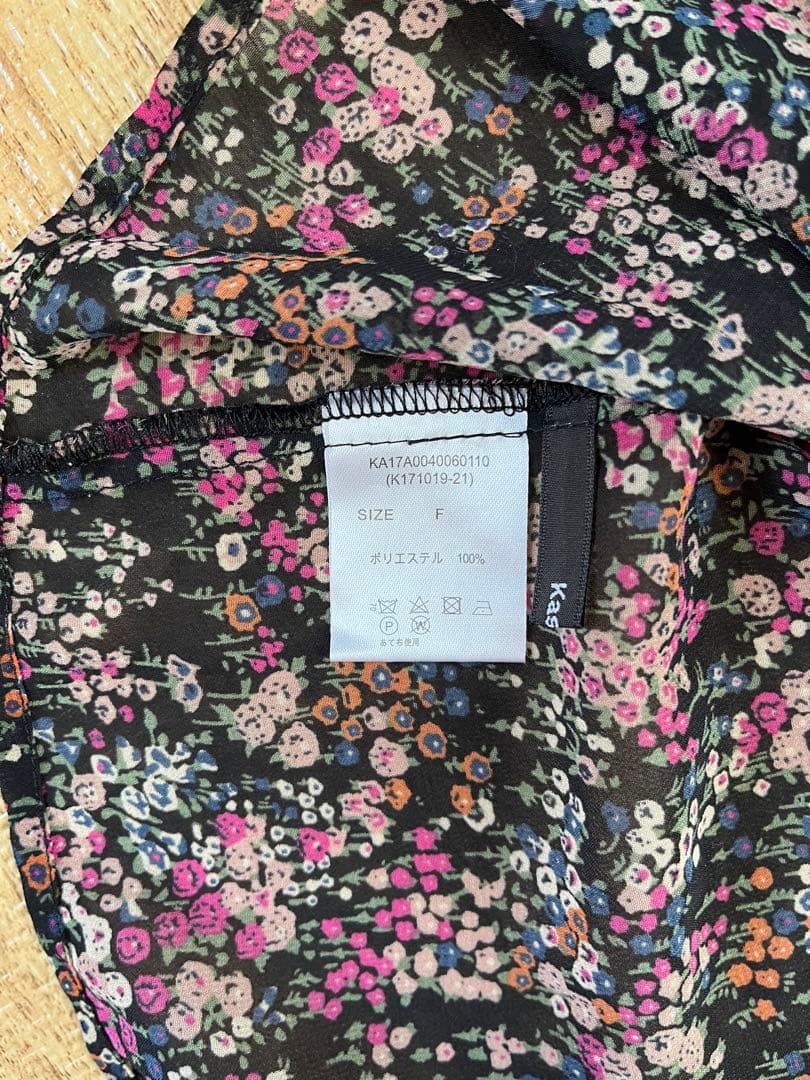 KA17A0040060110
(K171019-21)
SIZE F
ポリエステル 100%
P W
あて布使用
Kas